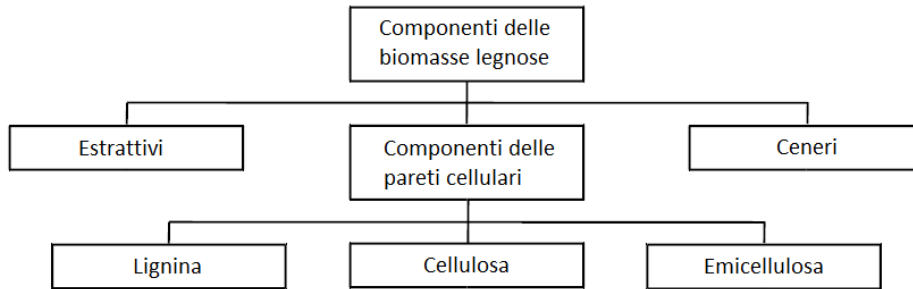 Componenti delle
biomasse legnose
Estrattivi
Componenti delle
pareti cellulari
Ceneri
Lignina
Cellulosa
Emicellulosa